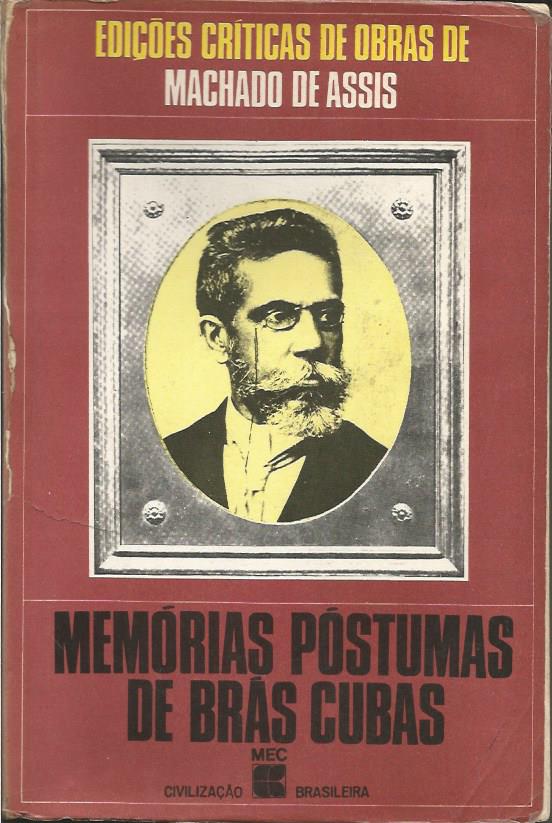 EDIÇÕES CRÍTICAS DE OBRAS DE
MACHADO DE ASSIS
MEMÓRIAS PÓSTUMAS
DE BRÁS CUBAS
MEC
CIVILIZAÇÃO BRASILEIRA